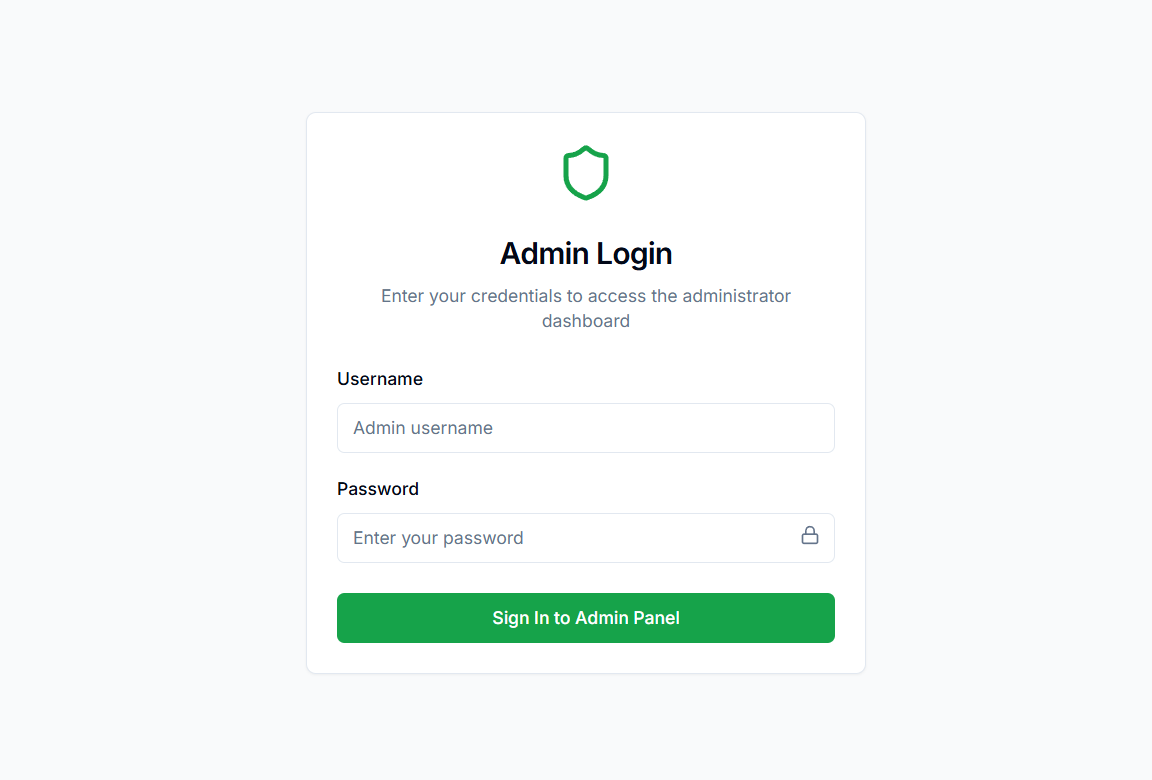 Admin Login
Enter your credentials to access the administrator
dashboard
Username
Admin username
Password
Enter your password
Sign In to Admin Panel